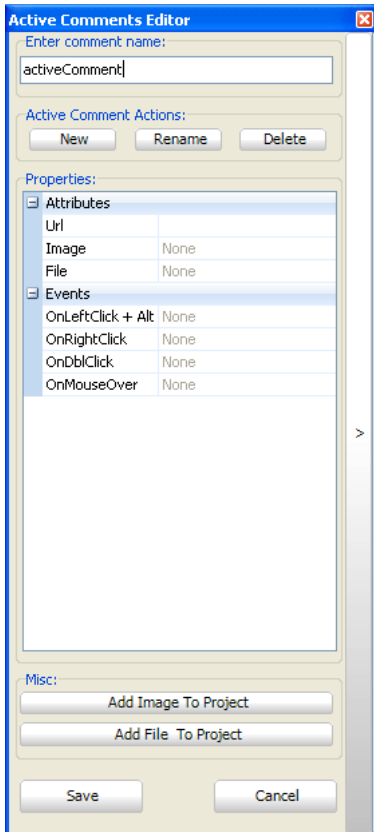 Active Comments Editor
Enter comment name:
activeComment
Active Comment Actions:
New Rename Delete
Properties:
Attributes
Url
Image None
File None
Events
OnLeftClick + Alt None
OnRightClick None
OnDblClick None
OnMouseOver None
>
Misc:
Add Image To Project
Add File To Project
Save Cancel